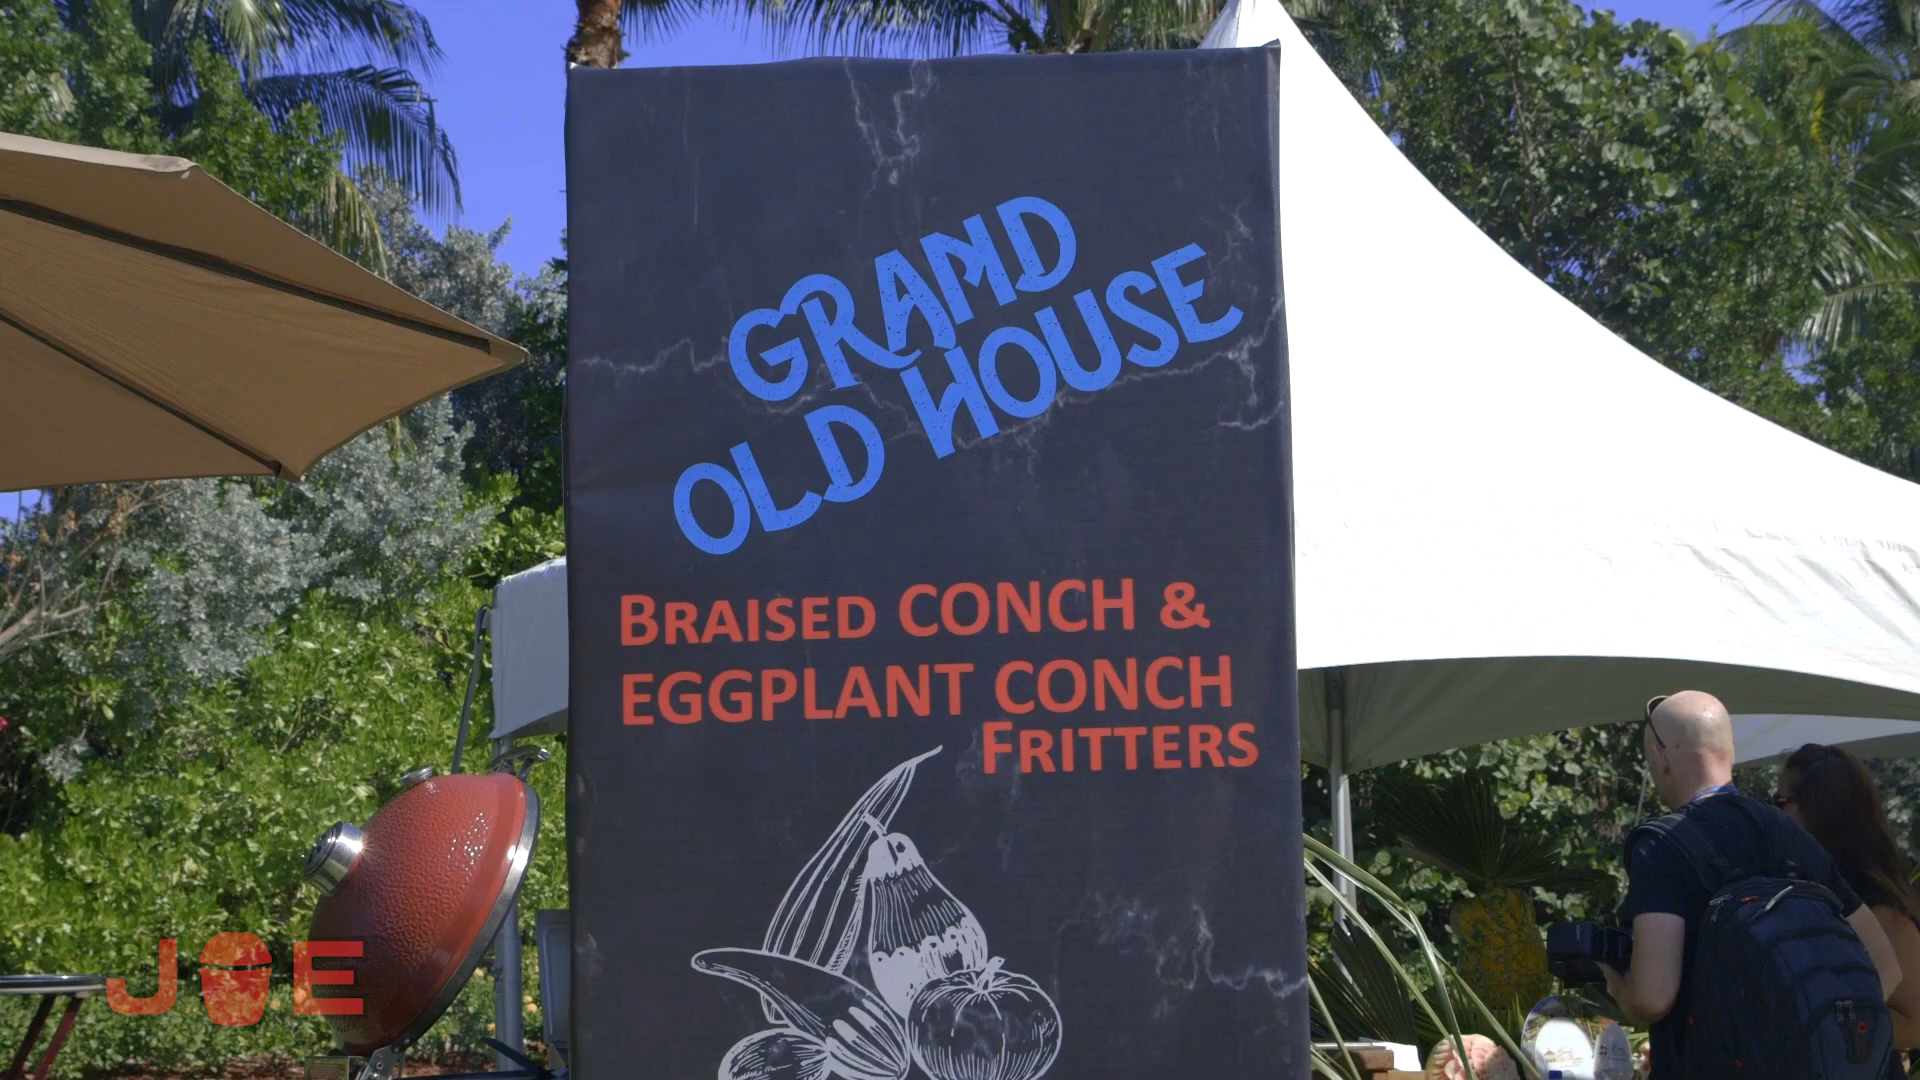 GRAND
OLD HOUSE
BRAISED CONCH &
EGGPLANT CONCH
FRITTERS
JOE